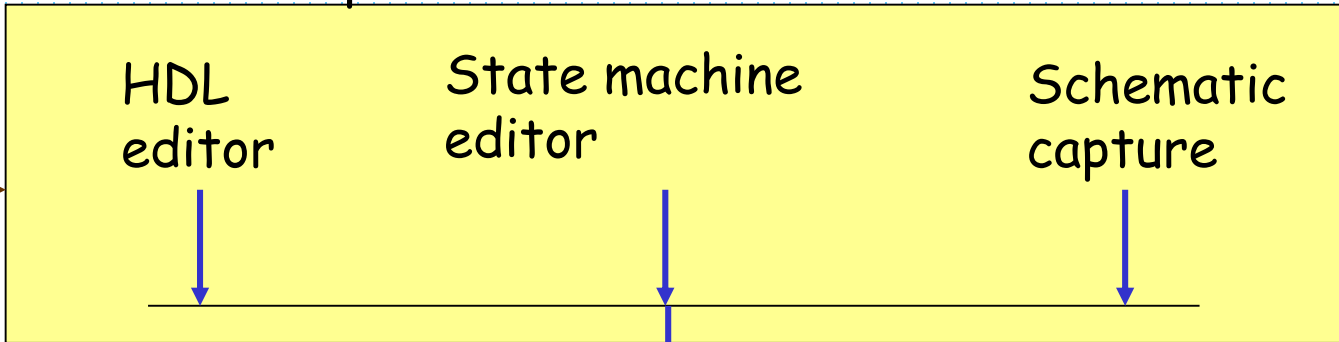 HDL
editor
State machine
editor
Schematic
capture